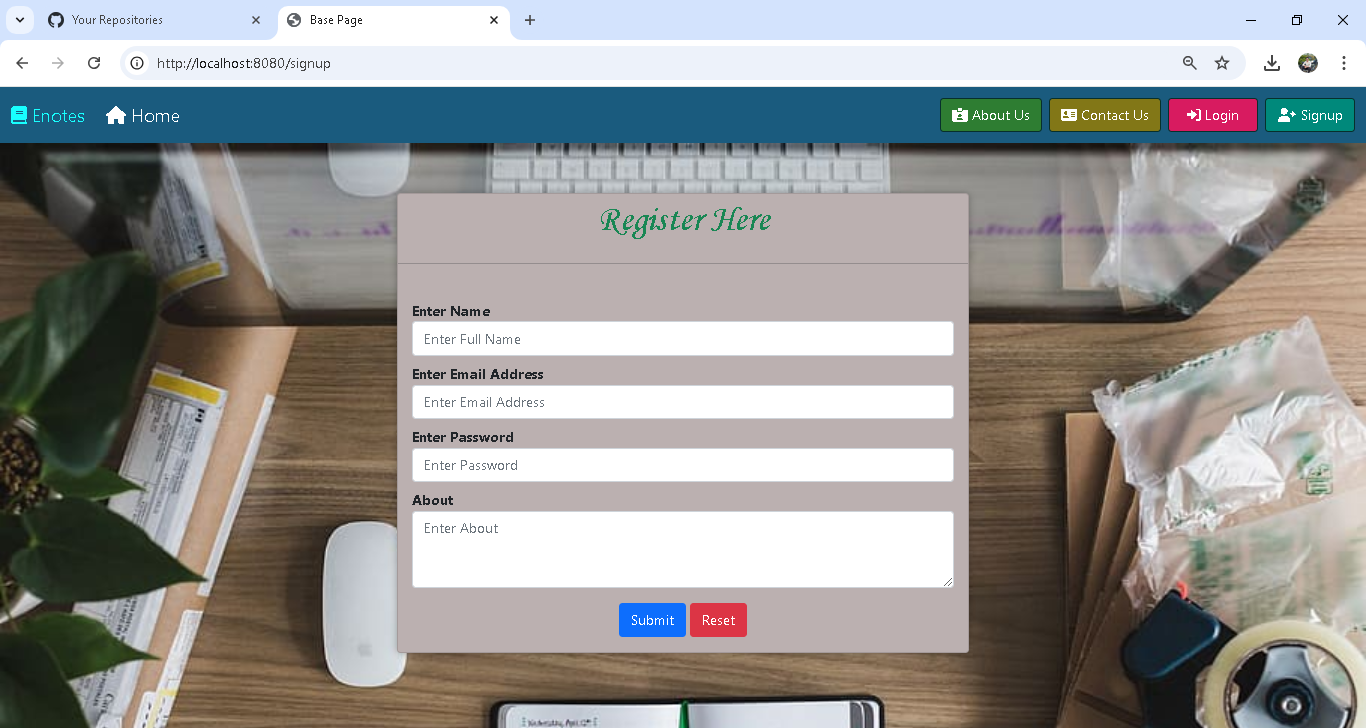 Your Repositories
Base Page
http://localhost:8080/signup
Enotes Home About Us Contact Us Login Signup
Register Here
Enter Name
Enter Full Name
Enter Email Address
Enter Email Address
Enter Password
Enter Password
About
Enter About
Submit Reset